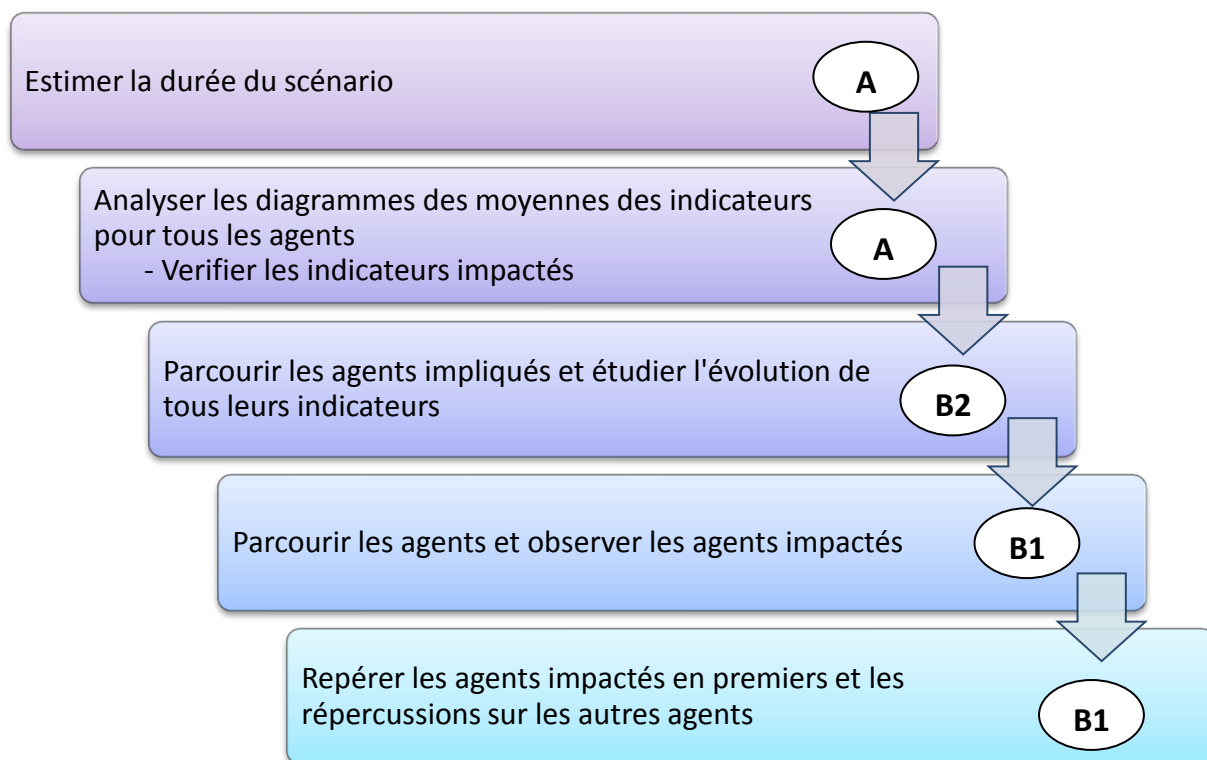 Estimer la durée du scénario
A
Analyser les diagrammes des moyennes des indicateurs
pour tous les agents
- Verifier les indicateurs impactés
A
Parcourir les agents impliqués et étudier l'évolution de
tous leurs indicateurs
B2
Parcourir les agents et observer les agents impactés
B1
Repérer les agents impactés en premiers et les
répercussions sur les autres agents
B1